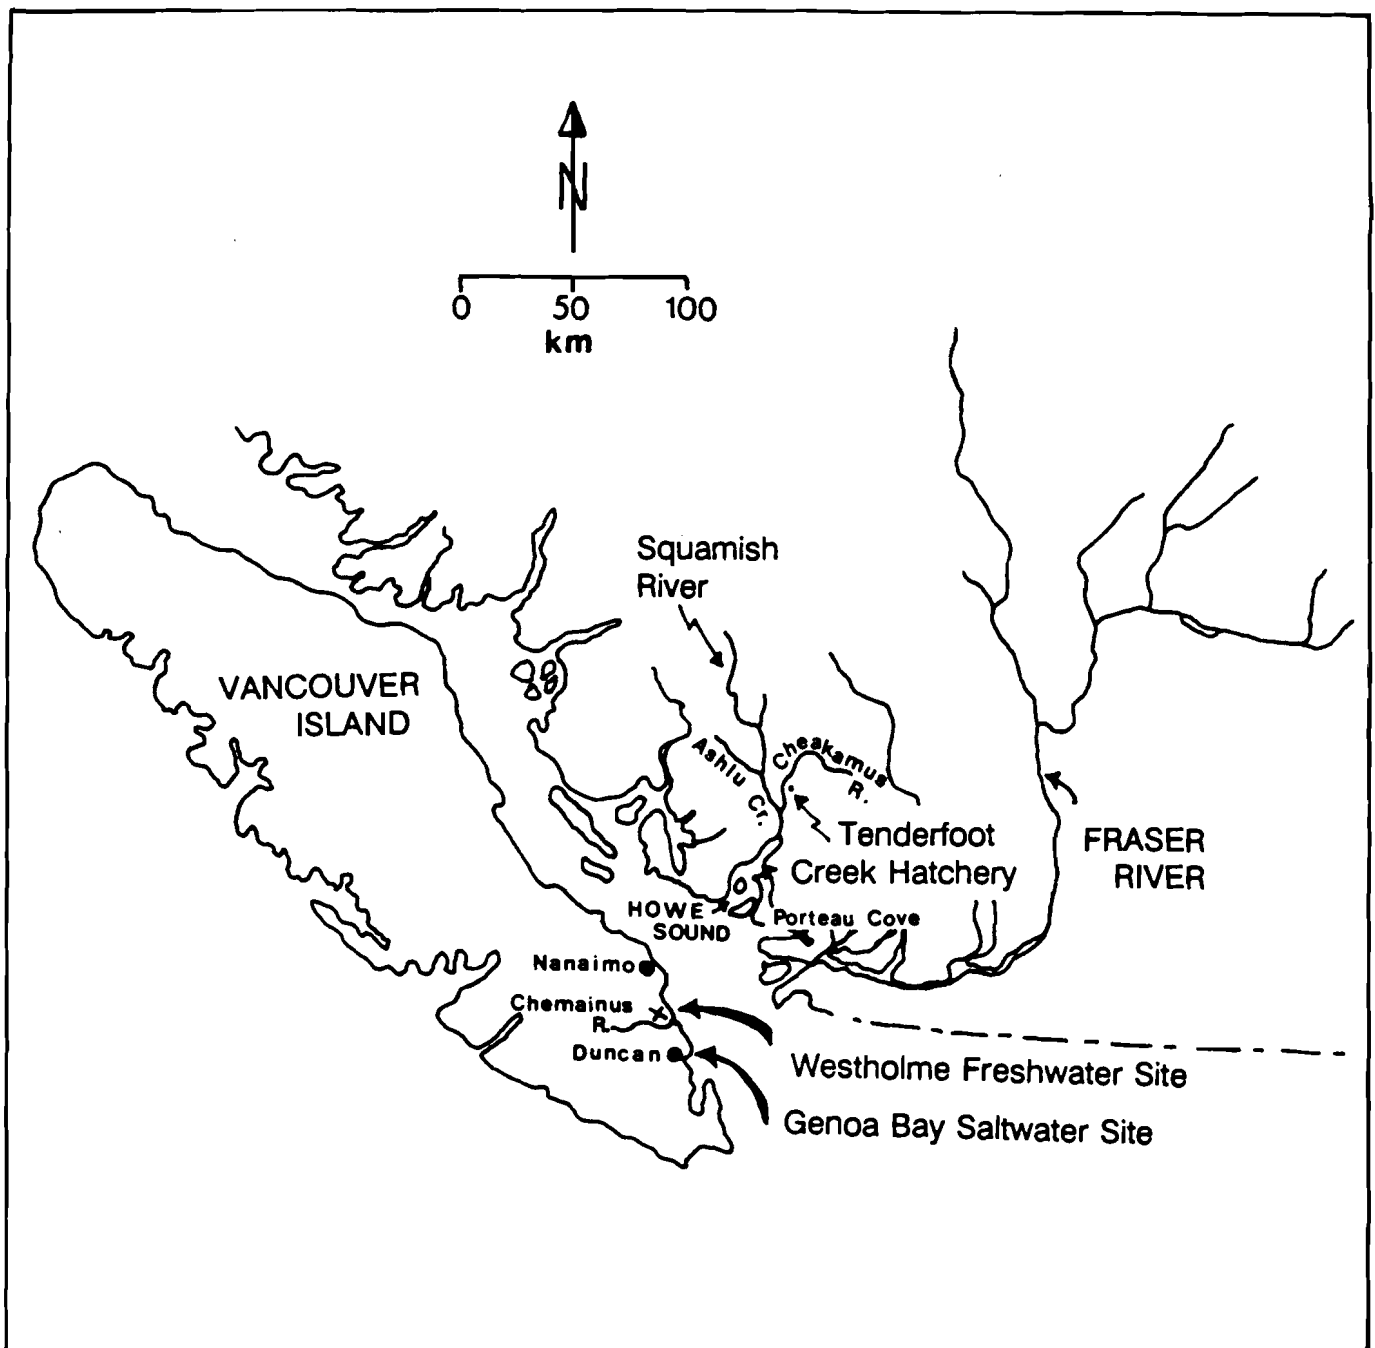 N
0 50 100
km
Squamish
River
VANCOUVER
ISLAND
Ashlu Cr.
Cheakamus
R.
Tenderfoot
Creek Hatchery
FRASER
RIVER
HOWE
SOUND
Porteau Cove
Nanaimo
Chemainus
R.
Duncan
Westholme Freshwater Site
Genoa Bay Saltwater Site